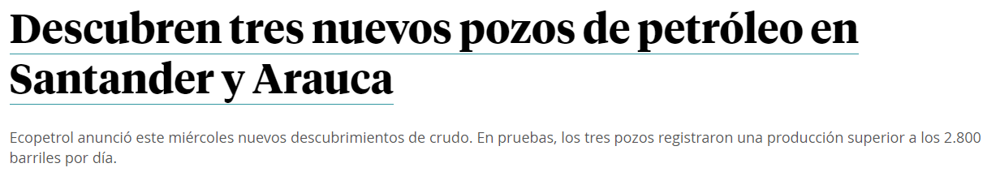 Descubren tres nuevos pozos de petróleo en
Santander y Arauca
Ecopetrol anunció este miércoles nuevos descubrimientos de crudo. En pruebas, los tres pozos registraron una producción superior a los 2.800
barriles por día.